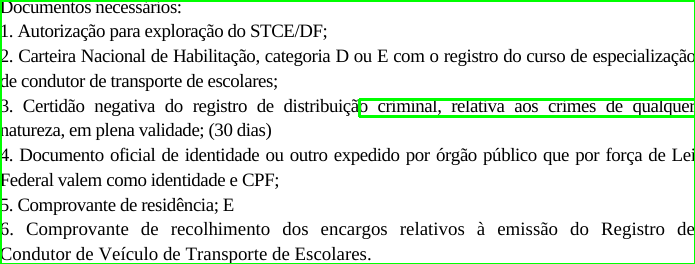 Documentos necessários:
1. Autorização para exploração do STCE/DF;
2. Carteira Nacional de Habilitação, categoria D ou E com o registro do curso de especialização
de condutor de transporte de escolares;
3. Certidão negativa do registro de distribuição criminal, relativa aos crimes de qualquer
natureza, em plena validade; (30 dias)
4. Documento oficial de identidade ou outro expedido por órgão público que por força de Lei
Federal valem como identidade e CPF;
5. Comprovante de residência; E
6. Comprovante de recolhimento dos encargos relativos à emissão do Registro de
Condutor de Veículo de Transporte de Escolares.